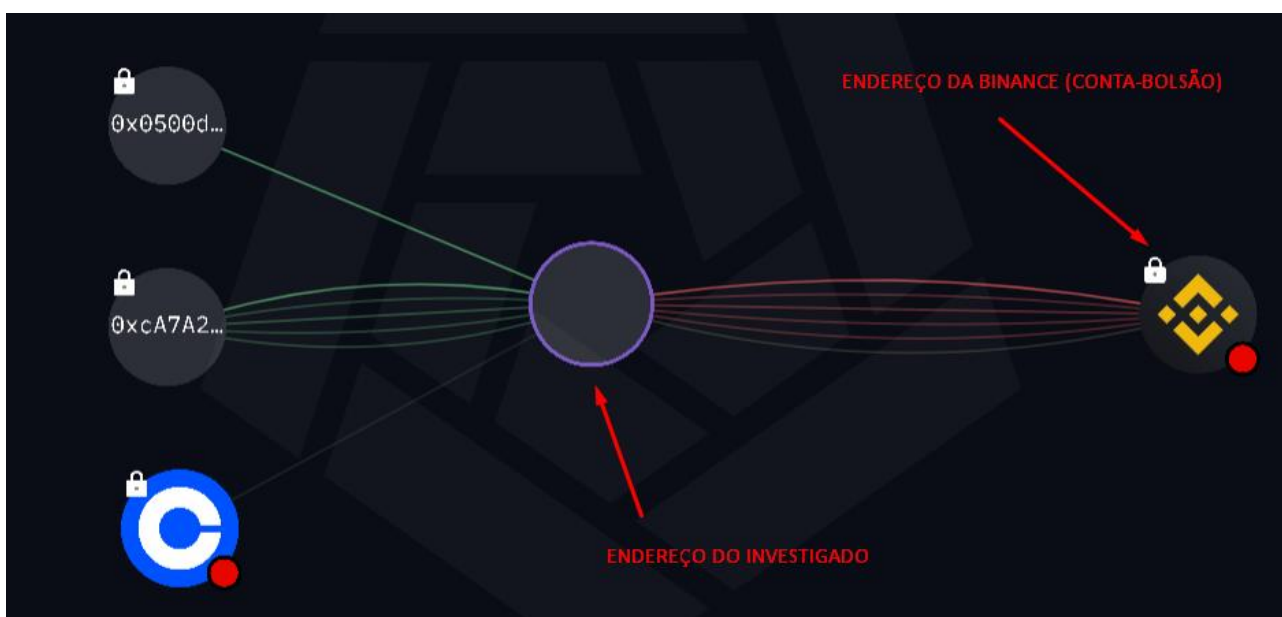 ENDEREÇO DA BINANCE (CONTA-BOLSÃO)
0x0500d…
0xcA7A2…
ENDEREÇO DO INVESTIGADO